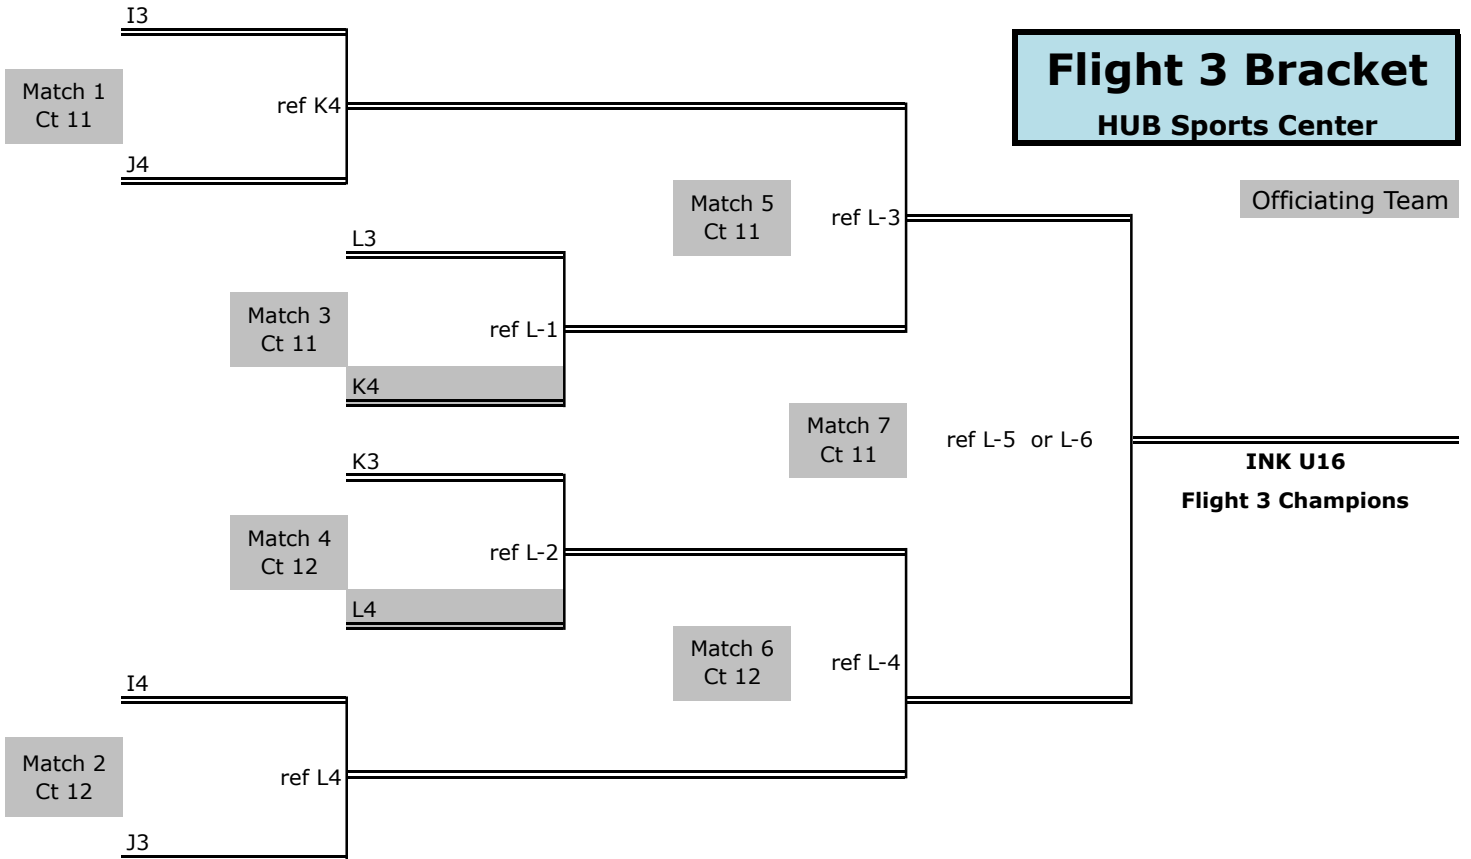 I3
Flight 3 Bracket
HUB Sports Center
Match 1
Ct 11
ref K4
J4
Match 5
Ct 11
ref L-3
Officiating Team
L3
Match 3
Ct 11
ref L-1
K4
Match 7
Ct 11
ref L-5 or L-6
K3
INK U16
Flight 3 Champions
Match 4
Ct 12
ref L-2
L4
Match 6
Ct 12
ref L-4
I4
Match 2
Ct 12
ref L4
J3